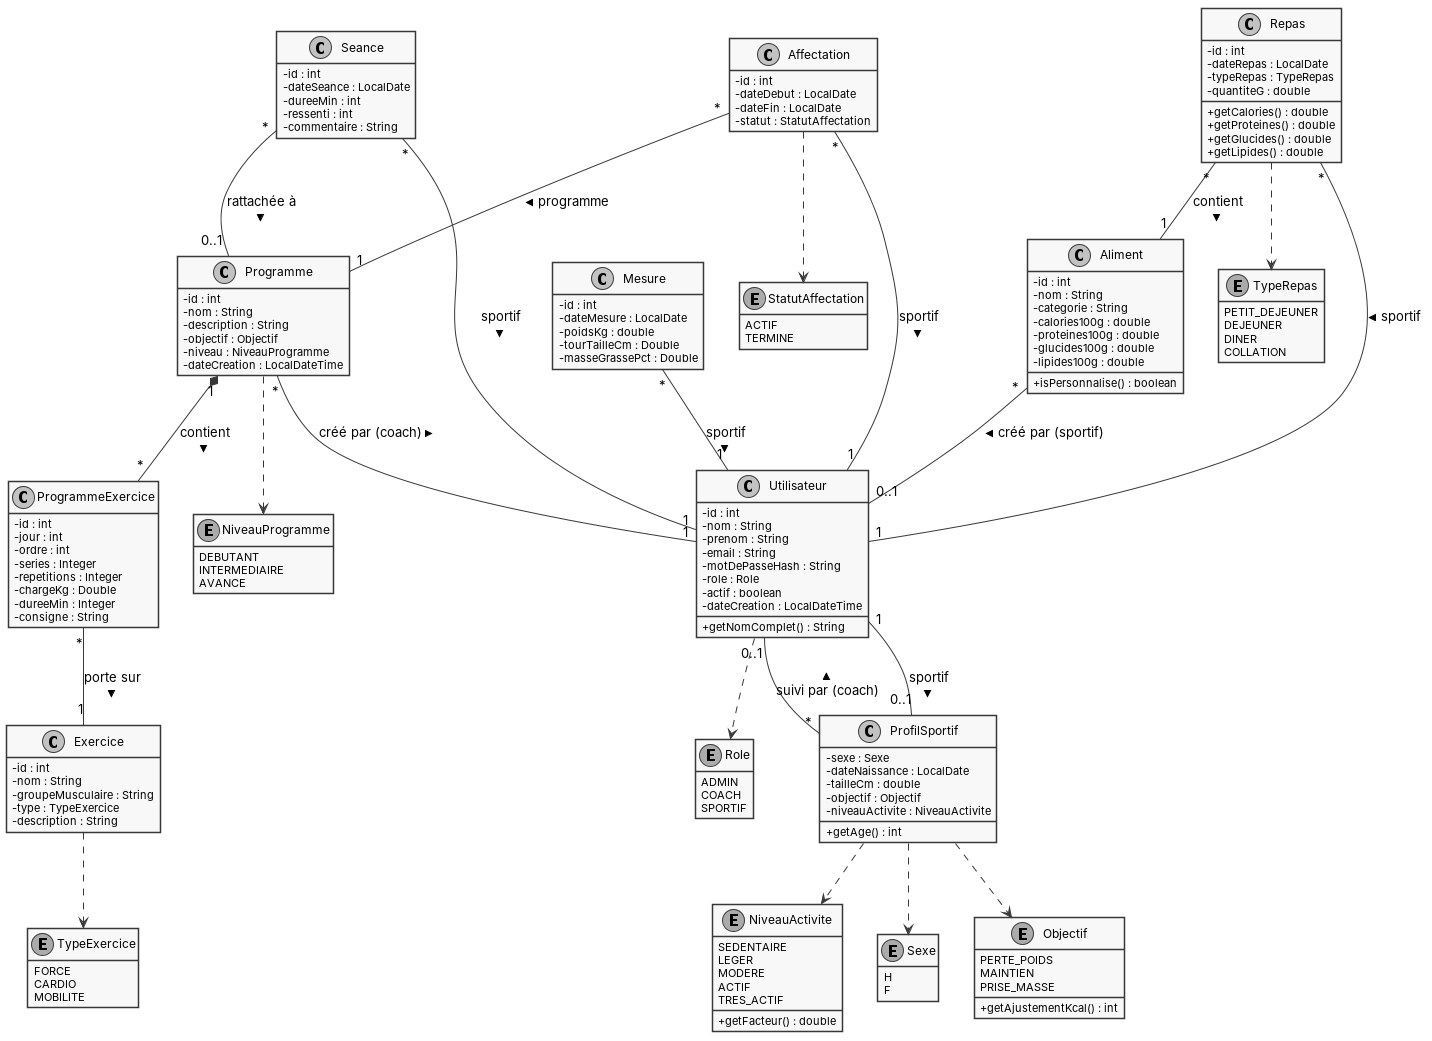 C Seance
-id : int
-dateSeance : LocalDate
-dureeMin : int
-ressenti : int
-commentaire : String
C Affectation
-id : int
-dateDebut : LocalDate
-dateFin : LocalDate
-statut : StatutAffectation
C Repas
-id : int
-dateRepas : LocalDate
-typeRepas : TypeRepas
-quantiteG : double
+getCalories() : double
+getProteines() : double
+getGlucides() : double
+getLipides() : double
*
*
*
*
*
*
rattachée à
▼
0..1
◄ programme
1
contient
▼
1
C Programme
-id : int
-nom : String
-description : String
-objectif : Objectif
-niveau : NiveauProgramme
-dateCreation : LocalDateTime
C Mesure
-id : int
-dateMesure : LocalDate
-poidsKg : double
-tourTailleCm : Double
-masseGrassePct : Double
E StatutAffectation
ACTIF
TERMINE
C Aliment
-id : int
-nom : String
-categorie : String
-calories100g : double
-proteines100g : double
-glucides100g : double
-lipides100g : double
+isPersonnalise() : boolean
E TypeRepas
PETIT_DEJEUNER
DEJEUNER
DINER
COLLATION
sportif
▼
sportif
▼
◄ sportif
1
*
*
*
contient
▼
créé par (coach) ►
sportif
▼
◄ créé par (sportif)
*
1
1
0..1
1
1
1
C ProgrammeExercice
-id : int
-jour : int
-ordre : int
-series : Integer
-repetitions : Integer
-chargeKg : Double
-dureeMin : Integer
-consigne : String
E NiveauProgramme
DEBUTANT
INTERMEDIAIRE
AVANCE
C Utilisateur
-id : int
-nom : String
-prenom : String
-email : String
-motDePasseHash : String
-role : Role
-actif : boolean
-dateCreation : LocalDateTime
+getNomComplet() : String
*
porte sur
▼
1
0..1
▲
suivi par (coach)
*
1
sportif
▼
0..1
C Exercice
-id : int
-nom : String
-groupeMusculaire : String
-type : TypeExercice
-description : String
E Role
ADMIN
COACH
SPORTIF
C ProfilSportif
-sexe : Sexe
-dateNaissance : LocalDate
-tailleCm : double
-objectif : Objectif
-niveauActivite : NiveauActivite
+getAge() : int
E TypeExercice
FORCE
CARDIO
MOBILITE
E NiveauActivite
SEDENTAIRE
LEGER
MODERE
ACTIF
TRES_ACTIF
+getFacteur() : double
E Sexe
H
F
E Objectif
PERTE_POIDS
MAINTIEN
PRISE_MASSE
+getAjustementKcal() : int